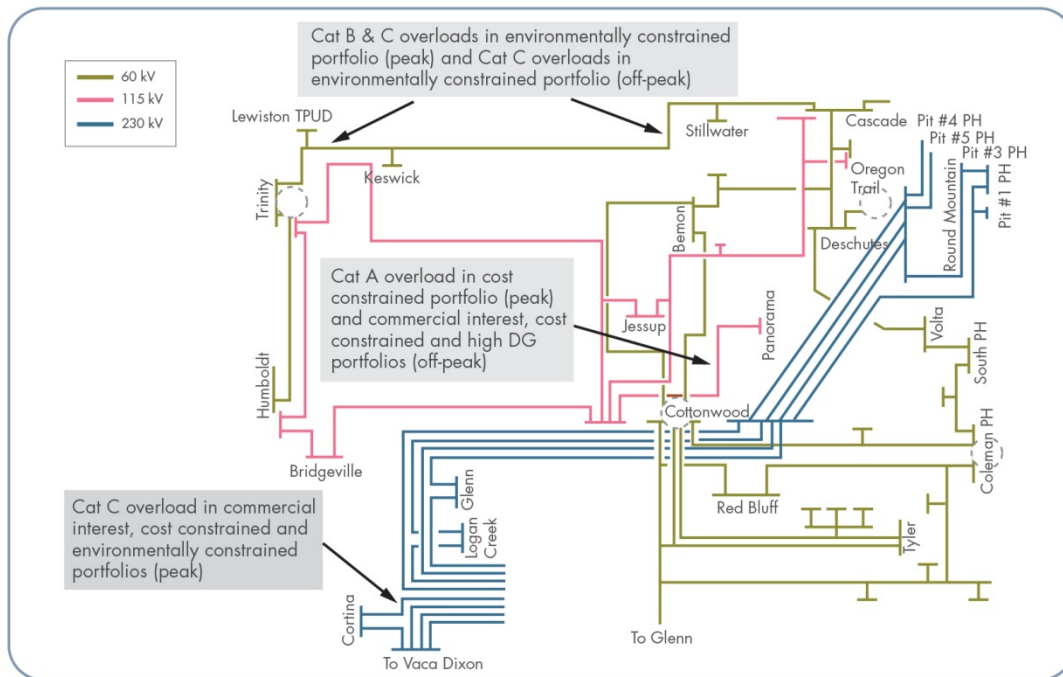 Cat B & C overloads in environmentally constrained
portfolio (peak) and Cat C overloads in
environmentally constrained portfolio (off-peak)
60 kV
115 kV
230 kV
Lewiston TPUD
Stillwater
Cascade
Pit #4 PH
Pit #5 PH
Pit #3 PH
Pit #1 PH
Keswick
Trinity
Oregon
Trail
Round Mountain
Bemon
Deschutes
Cat A overload in cost
constrained portfolio (peak)
and commercial interest, cost
constrained and high DG
portfolios (off-peak)
Jessup
Panorama
Volta
South PH
Humboldt
Cottonwood
Coleman PH
Bridgeville
Glenn
Logan
Creek
Red Bluff
Tyler
Cat C overload in commercial
interest, cost constrained and
environmentally constrained
portfolios (peak)
Cortina
To Glenn
To Vaca Dixon